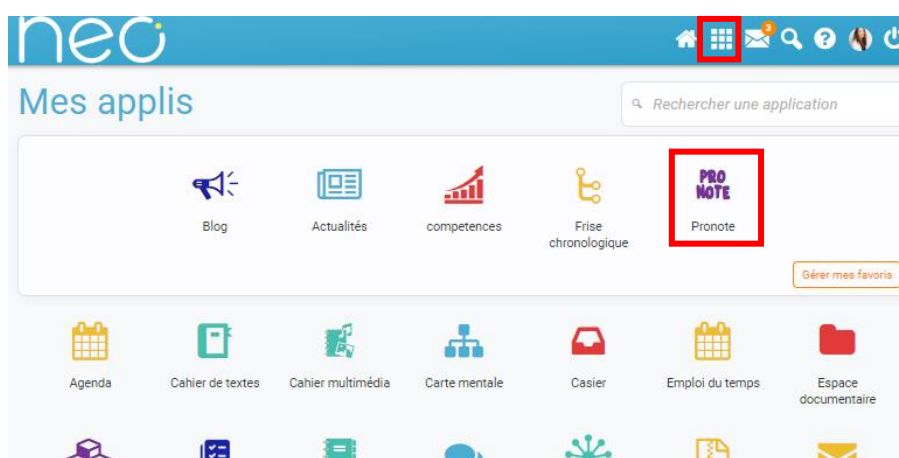 neo
3
Mes applis
Rechercher une application
PRO
NOTE
Blog
Actualités
competences
Frise
chronologique
Pronote
Gérer mes favoris
Agenda
Cahier de textes
Cahier multimédia
Carte mentale
Casier
Emploi du temps
Espace
documentaire